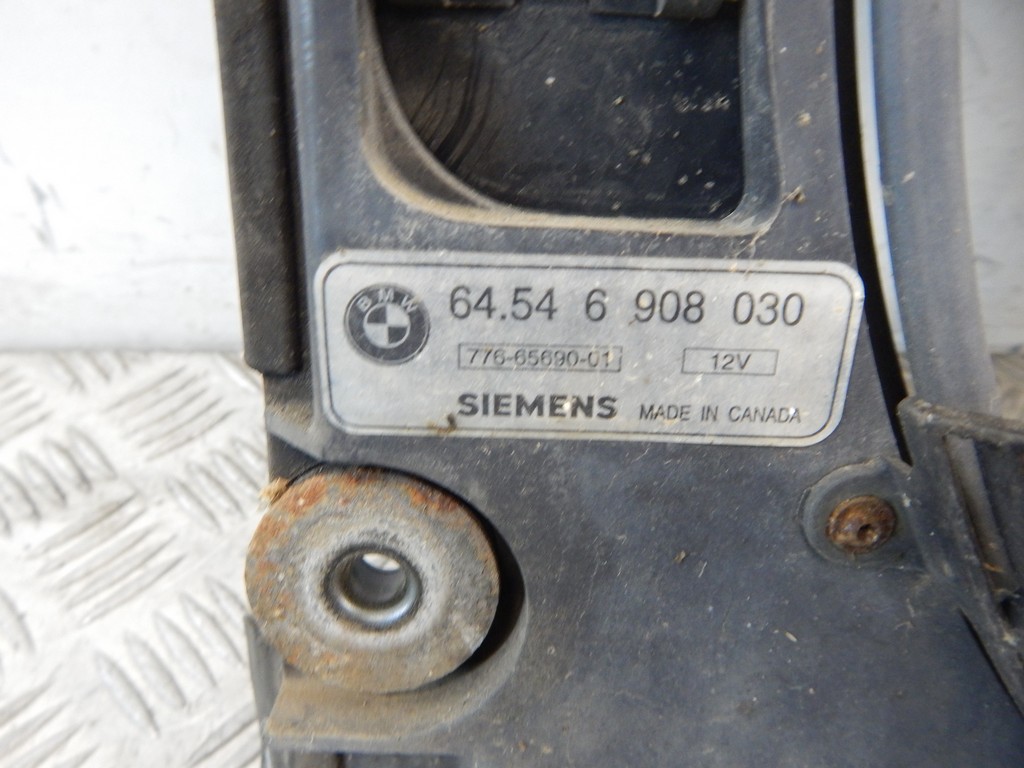 BMW 64.54 6 908 030
776-65690-01 12V
SIEMENS MADE IN CANADA